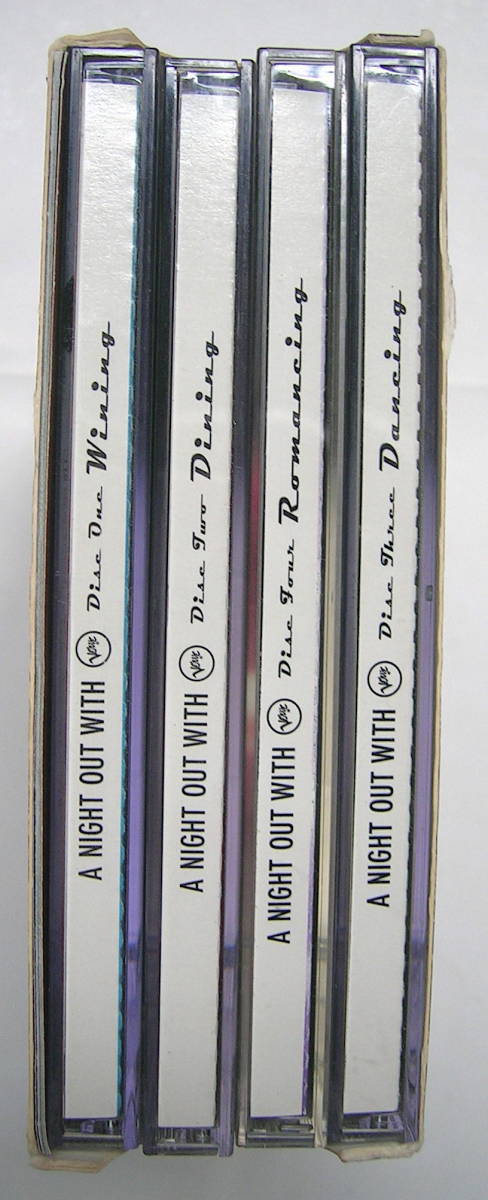 A NIGHT OUT WITH Verve Disc One Wining
A NIGHT OUT WITH Verve Disc Two Dining
A NIGHT OUT WITH Verve Disc Four Romancing
A NIGHT OUT WITH Verve Disc Three Dancing